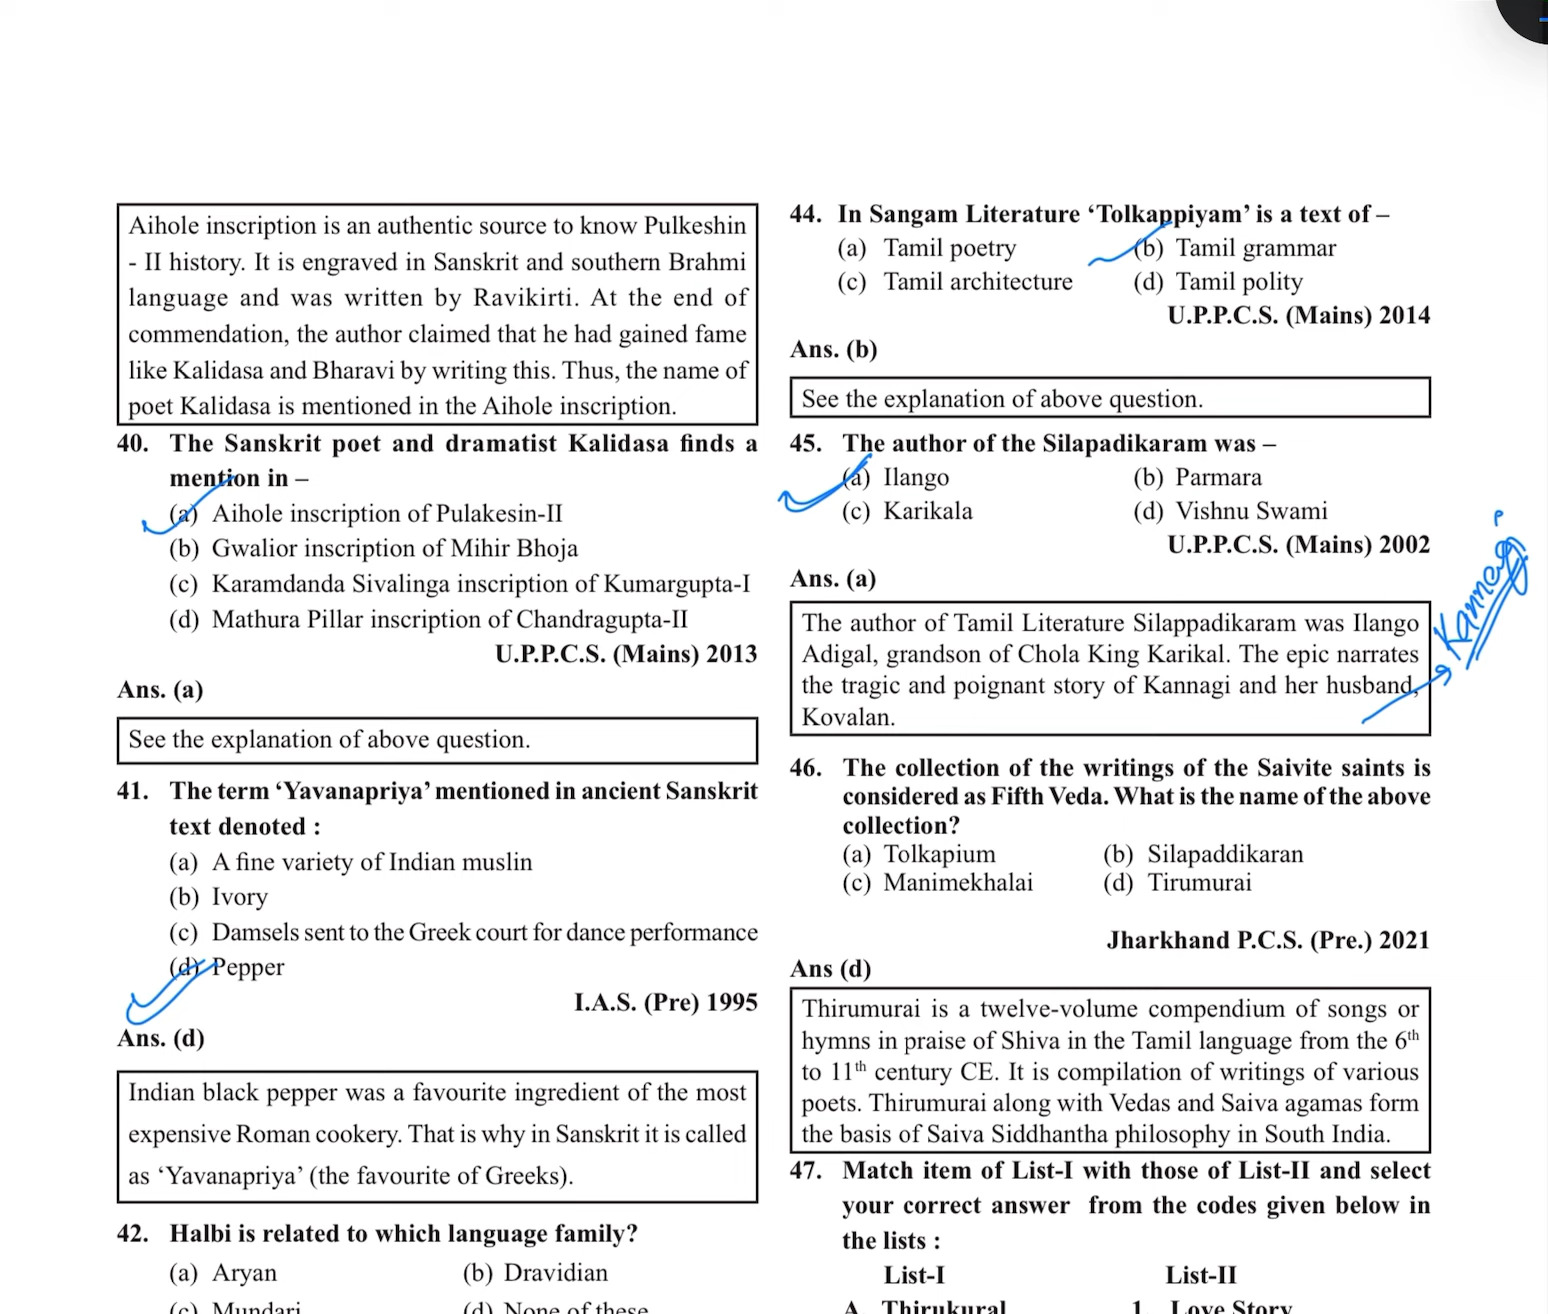 Aihole inscription is an authentic source to know Pulkeshin
- II history. It is engraved in Sanskrit and southern Brahmi
language and was written by Ravikirti. At the end of
commendation, the author claimed that he had gained fame
like Kalidasa and Bharavi by writing this. Thus, the name of
poet Kalidasa is mentioned in the Aihole inscription.
40. The Sanskrit poet and dramatist Kalidasa finds a
mention in –
(a) Aihole inscription of Pulakesin-II
(b) Gwalior inscription of Mihir Bhoja
(c) Karamdanda Sivalinga inscription of Kumargupta-I
(d) Mathura Pillar inscription of Chandragupta-II
U.P.P.C.S. (Mains) 2013
Ans. (a)
See the explanation of above question.
41. The term ‘Yavanapriya’ mentioned in ancient Sanskrit
text denoted :
(a) A fine variety of Indian muslin
(b) Ivory
(c) Damsels sent to the Greek court for dance performance
(d) Pepper
I.A.S. (Pre) 1995
Ans. (d)
Indian black pepper was a favourite ingredient of the most
expensive Roman cookery. That is why in Sanskrit it is called
as ‘Yavanapriya’ (the favourite of Greeks).
42. Halbi is related to which language family?
(a) Aryan (b) Dravidian
(c) Mundari (d) None of these
44. In Sangam Literature ‘Tolkappiyam’ is a text of –
(a) Tamil poetry (b) Tamil grammar
(c) Tamil architecture (d) Tamil polity
U.P.P.C.S. (Mains) 2014
Ans. (b)
See the explanation of above question.
45. The author of the Silapadikaram was –
(a) Ilango (b) Parmara
(c) Karikala (d) Vishnu Swami
U.P.P.C.S. (Mains) 2002
Ans. (a)
The author of Tamil Literature Silappadikaram was Ilango
Adigal, grandson of Chola King Karikal. The epic narrates
the tragic and poignant story of Kannagi and her husband,
Kovalan.
Kannagi
46. The collection of the writings of the Saivite saints is
considered as Fifth Veda. What is the name of the above
collection?
(a) Tolkapium (b) Silapaddikaran
(c) Manimekhalai (d) Tirumurai
Jharkhand P.C.S. (Pre.) 2021
Ans (d)
Thirumurai is a twelve-volume compendium of songs or
hymns in praise of Shiva in the Tamil language from the 6th
to 11th century CE. It is compilation of writings of various
poets. Thirumurai along with Vedas and Saiva agamas form
the basis of Saiva Siddhantha philosophy in South India.
47. Match item of List-I with those of List-II and select
your correct answer from the codes given below in
the lists :
List-I List-II
A. Thirukural 1. Love Story